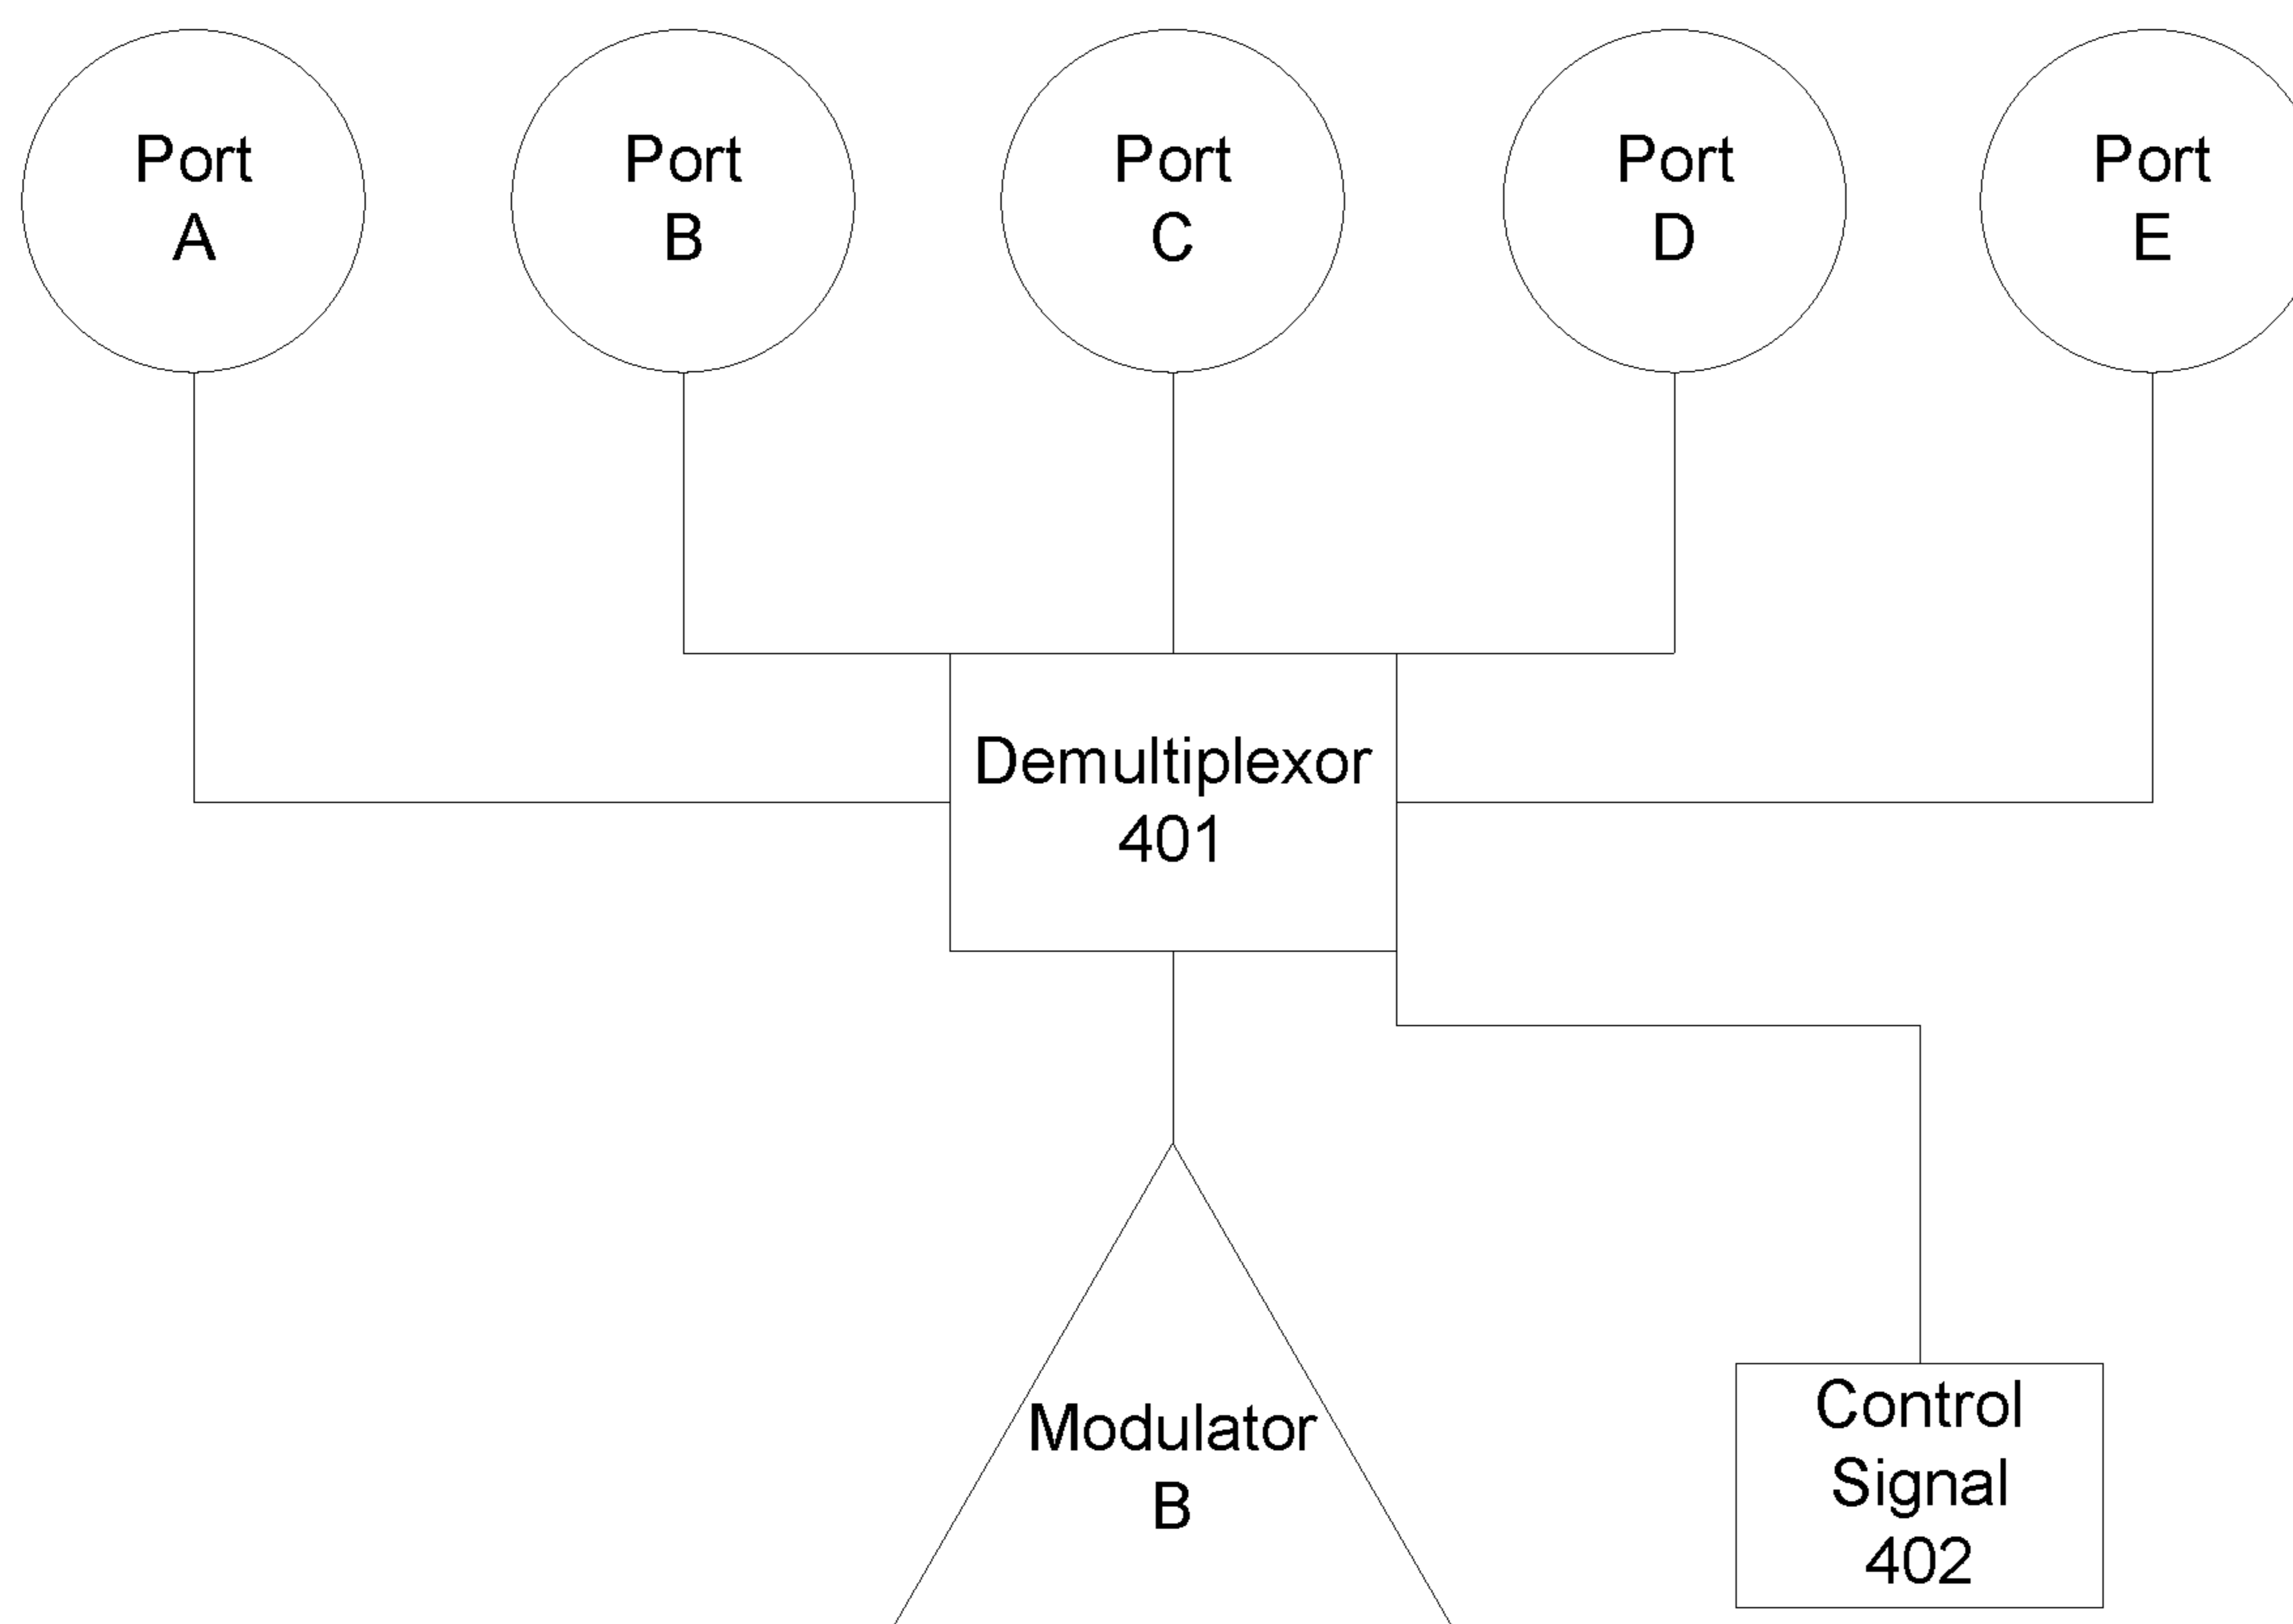 Port
A
Port
B
Port
C
Port
D
Port
E
Demultiplexor
401
Modulator
B
Control
Signal
402